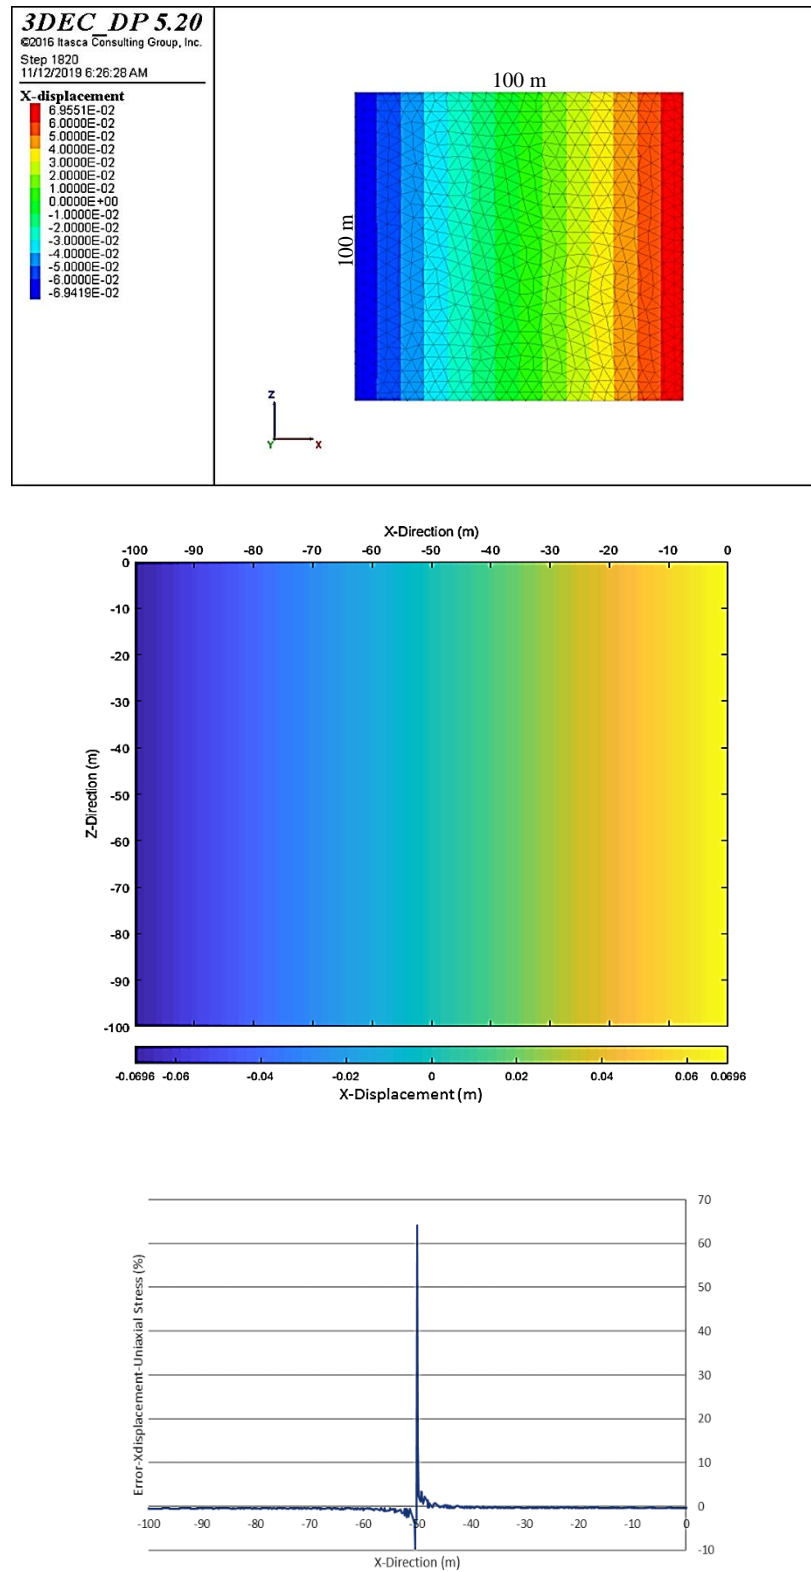 3DEC_DP 5.20
©2016 Itasca Consulting Group, Inc.
Step 1820
11/12/2019 6:26:28 AM
X-displacement
6.9551E-02
6.0000E-02
5.0000E-02
4.0000E-02
3.0000E-02
2.0000E-02
1.0000E-02
0.0000E+00
-1.0000E-02
-2.0000E-02
-3.0000E-02
-4.0000E-02
-5.0000E-02
-6.0000E-02
-6.9419E-02
100 m
100 m
Z
Y X
X-Direction (m)
-100 -90 -80 -70 -60 -50 -40 -30 -20 -10 0
0
-10
-20
-30
-40
-50
-60
-70
-80
-90
-100
Z-Direction (m)
-0.0696 -0.06 -0.04 -0.02 0 0.02 0.04 0.06 0.0696
X-Displacement (m)
Error-Xdisplacement-Uniaxial Stress (%)
70
60
50
40
30
20
10
0
-10
-100 -90 -80 -70 -60 -50 -40 -30 -20 -10 0
X-Direction (m)